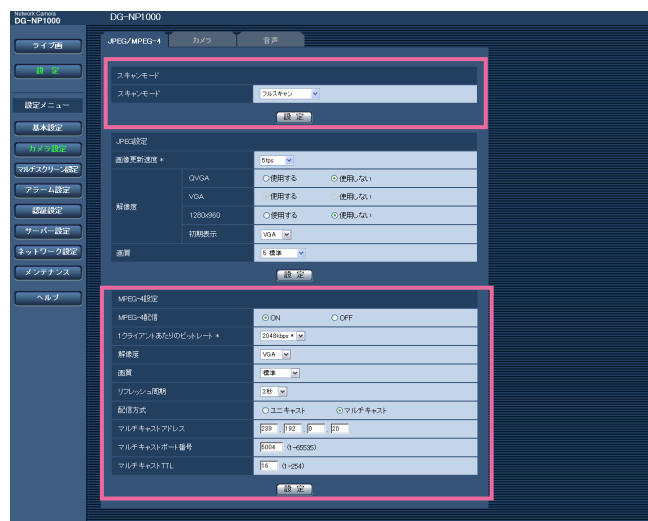 Network Camera
DG-NP1000
DG-NP1000
ライブ画
設 定
設定メニュー
基本設定
カメラ設定
マルチスクリーン設定
アラーム設定
認証設定
サーバー設定
ネットワーク設定
メンテナンス
ヘルプ
JPEG/MPEG-4 カメラ 音声
スキャンモード
スキャンモード フルスキャン
設 定
JPEG設定
画像更新速度 * 5fps
解像度
QVGA 使用する 使用しない
VGA 使用する 使用しない
1280x960 使用する 使用しない
初期表示 VGA
画質 5 標準
設 定
MPEG-4設定
MPEG-4配信 ON OFF
1クライアントあたりのビットレート * 2048kbps *
解像度 VGA
画質 標準
リフレッシュ間隔 3秒
配信方式 ユニキャスト マルチキャスト
マルチキャストアドレス 239 . 192 . 0 . 20
マルチキャストポート番号 5004 (1-65535)
マルチキャストTTL 16 (1-254)
設 定